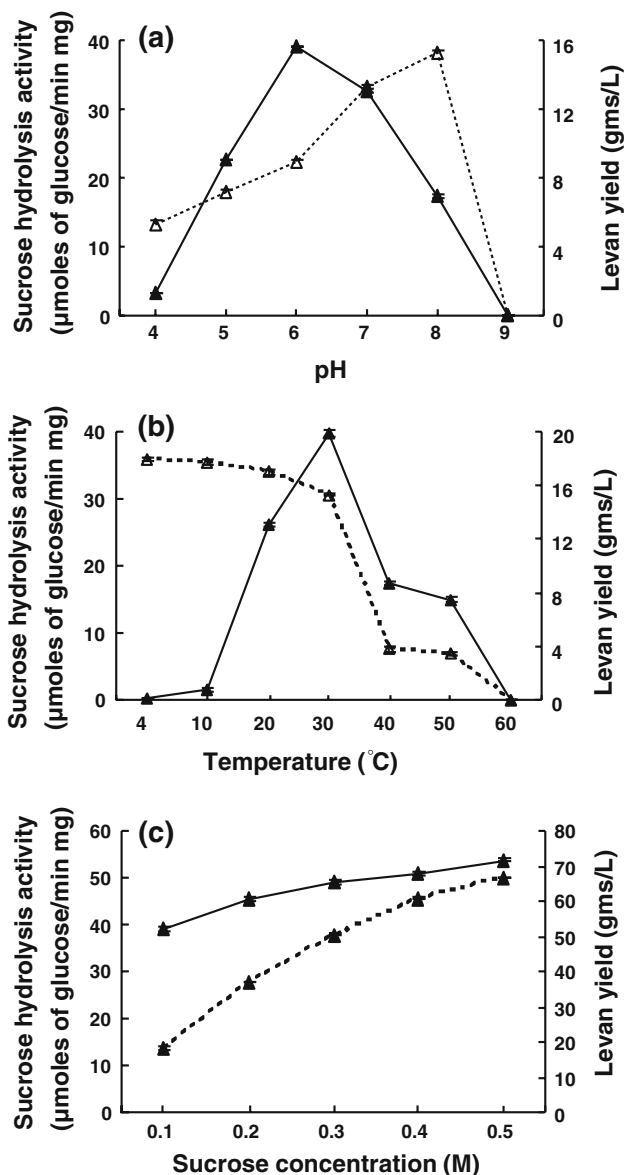 (a)
Sucrose hydrolysis activity
(µmoles of glucose/min mg)
40
30
20
10
0
16
12
8
4
0
Levan yield (gms/L)
4 5 6 7 8 9
pH
(b)
Sucrose hydrolysis activity
(µmoles of glucose/min mg)
40
30
20
10
0
20
16
12
8
4
0
Levan yield (gms/L)
4 10 20 30 40 50 60
Temperature (°C)
(c)
Sucrose hydrolysis activity
(µmoles of glucose/min mg)
60
50
40
30
20
10
0
80
70
60
50
40
30
20
10
0
Levan yield (gms/L)
0.1 0.2 0.3 0.4 0.5
Sucrose concentration (M)